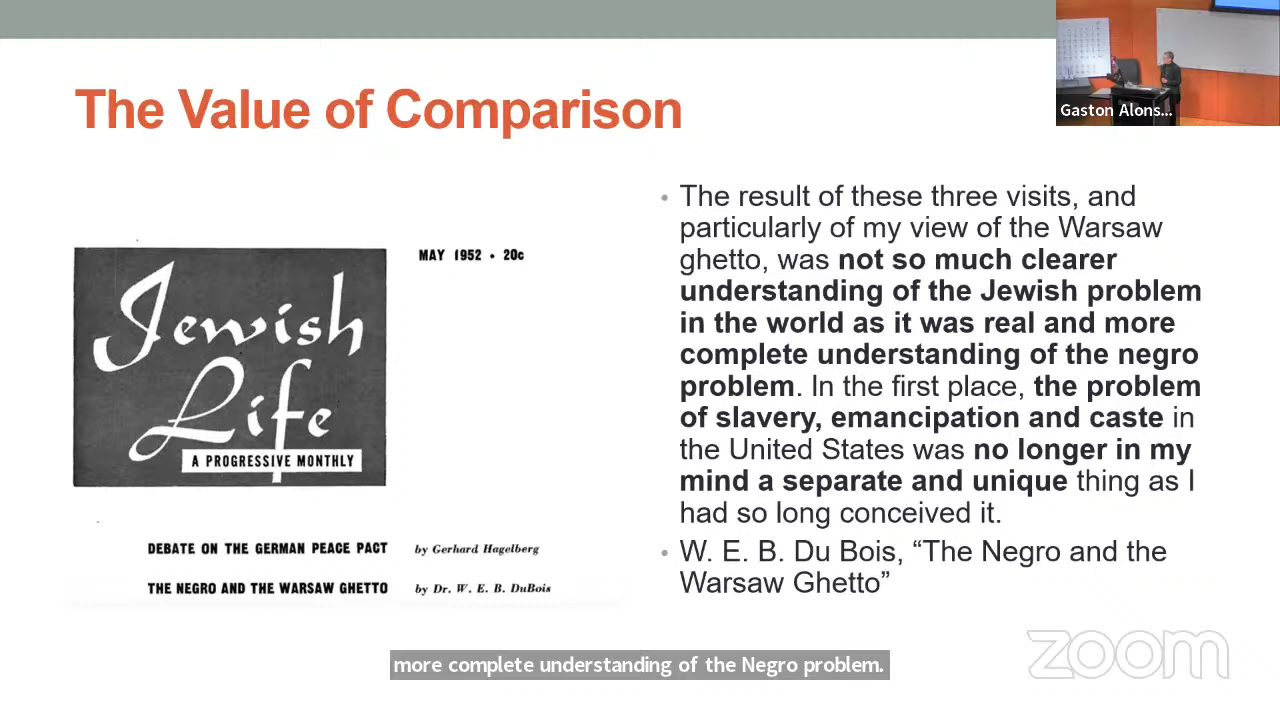 The Value of Comparison
Gaston Alons...
MAY 1952 • 20c
Jewish
Life
A PROGRESSIVE MONTHLY
DEBATE ON THE GERMAN PEACE PACT by Gerhard Hagelberg
THE NEGRO AND THE WARSAW GHETTO by Dr. W. E. B. DuBois
• The result of these three visits, and
particularly of my view of the Warsaw
ghetto, was not so much clearer
understanding of the Jewish problem
in the world as it was real and more
complete understanding of the negro
problem. In the first place, the problem
of slavery, emancipation and caste in
the United States was no longer in my
mind a separate and unique thing as I
had so long conceived it.
• W. E. B. Du Bois, “The Negro and the
Warsaw Ghetto”
zoom
more complete understanding of the Negro problem.